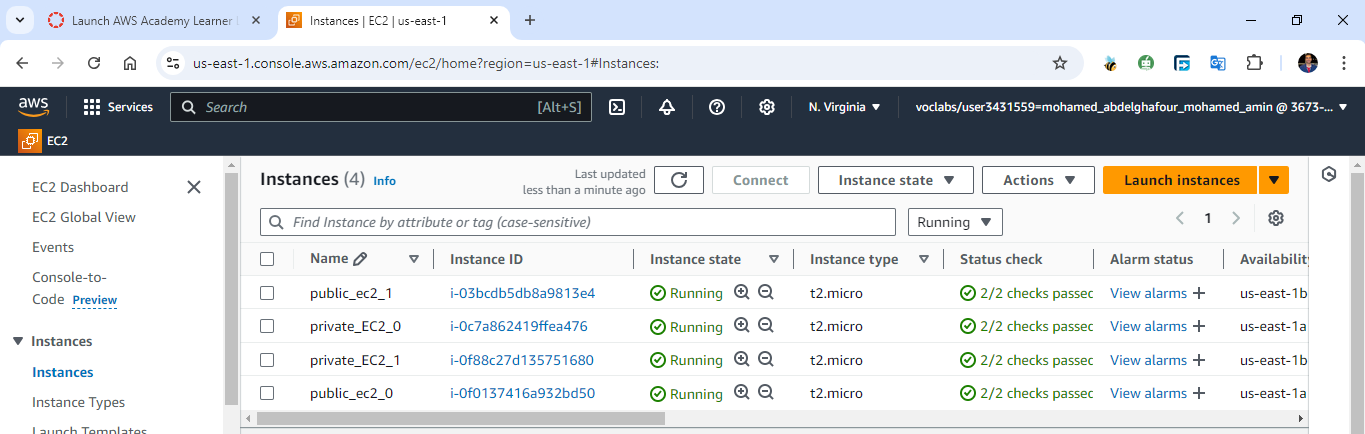 Launch AWS Academy Learner
Instances | EC2 | us-east-1
us-east-1.console.aws.amazon.com/ec2/home?region=us-east-1#Instances:
aws Services Search [Alt+S] N. Virginia voclabs/user3431559=mohamed_abdelghafour_mohamed_amin @ 3673-...
EC2
EC2 Dashboard
EC2 Global View
Events
Console-to-
Code Preview
Instances
Instances
Instance Types
Launch Templates
Instances (4) Info
Last updated
less than a minute ago
Connect Instance state Actions Launch instances
Find Instance by attribute or tag (case-sensitive) Running 1
Name Instance ID Instance state Instance type Status check Alarm status Availability
public_ec2_1 i-03bcdb5db8a9813e4 Running t2.micro 2/2 checks passed View alarms us-east-1b
private_EC2_0 i-0c7a862419ffea476 Running t2.micro 2/2 checks passed View alarms us-east-1a
private_EC2_1 i-0f88c27d135751680 Running t2.micro 2/2 checks passed View alarms us-east-1b
public_ec2_0 i-0f0137416a932bd50 Running t2.micro 2/2 checks passed View alarms us-east-1a